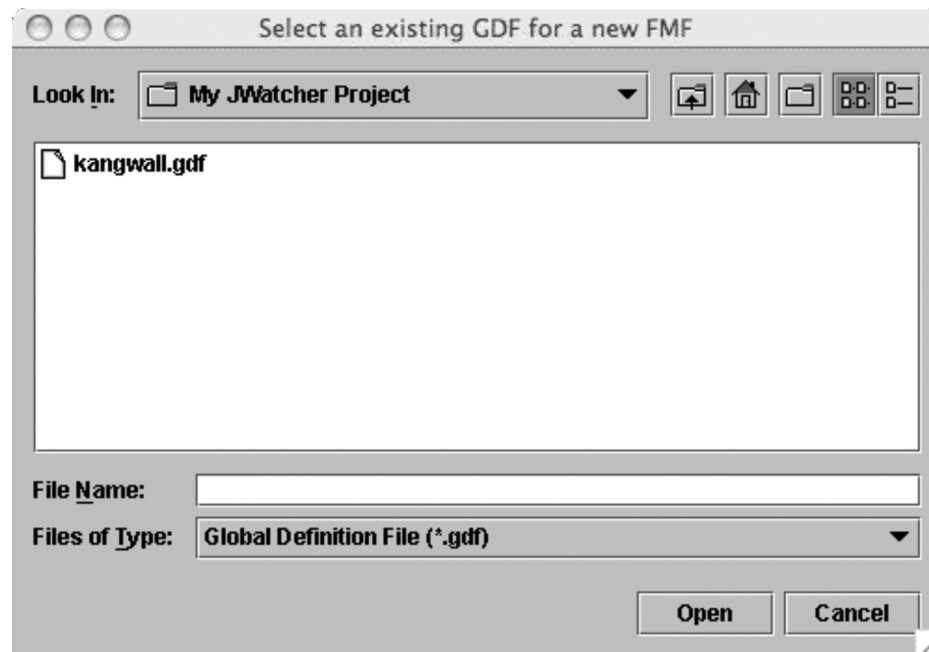 Select an existing GDF for a new FMF
Look In: My JWatcher Project
kangwall.gdf
File Name:
Files of Type: Global Definition File (*.gdf)
Open Cancel